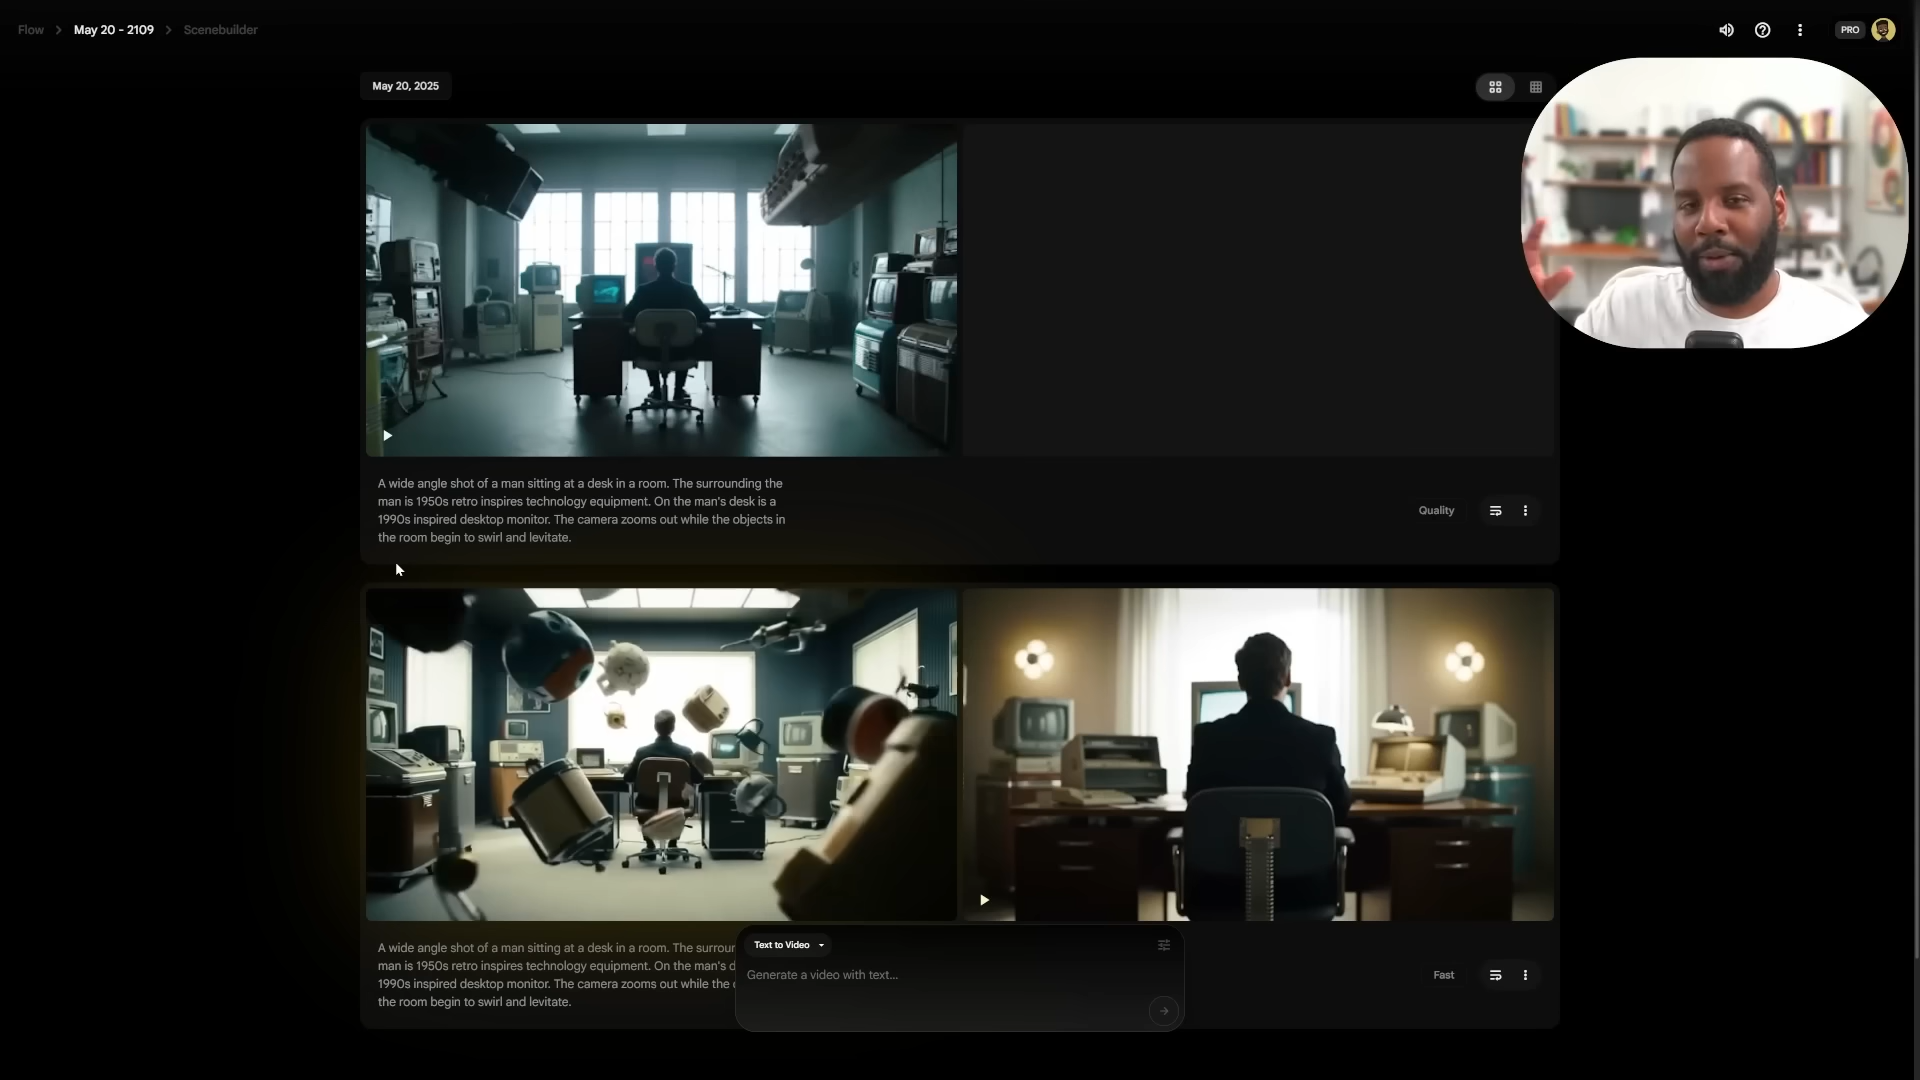 Flow > May 20 - 2109 > Scenebuilder
PRO
May 20, 2025
A wide angle shot of a man sitting at a desk in a room. The surrounding the
man is 1950s retro inspires technology equipment. On the man's desk is a
1990s inspired desktop monitor. The camera zooms out while the objects in
the room begin to swirl and levitate.
Quality
A wide angle shot of a man sitting at a desk in a room. The surroun
man is 1950s retro inspires technology equipment. On the man's d
1990s inspired desktop monitor. The camera zooms out while the
the room begin to swirl and levitate.
Text to Video
Generate a video with text...
Fast